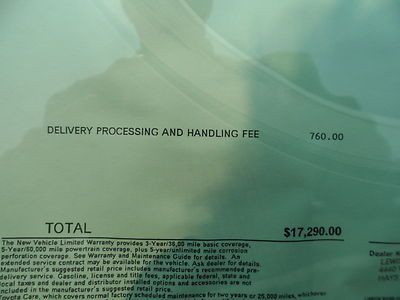 DELIVERY PROCESSING AND HANDLING FEE 760.00
TOTAL $17,290.00
The New Vehicle Limited Warranty provides 3-Year/36,00 mile basic coverage,
5-Year/60,000 mile powertrain coverage, plus 5-year/unlimited mile corrosion
perforation coverage. See Warranty and Maintenance Guide for details. An
extended service contract may be available for the vehicle. Ask dealer for details.
Manufacturer's suggested retail price includes manufacturer's recommended pre-
delivery service. Gasoline, license and title fees, applicable federal, state and
local taxes and dealer and distributor installed options and accessories are not
included in the manufacturer's suggested retail price.
Toyota Care, which covers normal factory scheduled maintenance for two years or 25,000 miles, whichever
Dealer
LEWIS
4440
HAYS